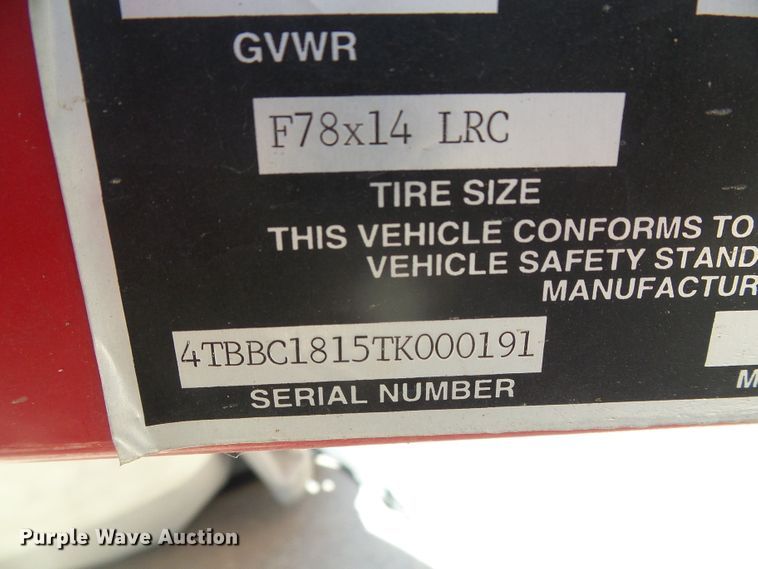 GVWR
F78x14 LRC
TIRE SIZE
THIS VEHICLE CONFORMS TO
VEHICLE SAFETY STAND
MANUFACTUR
4TBBC1815TK000191
SERIAL NUMBER
M
Purple Wave Auction